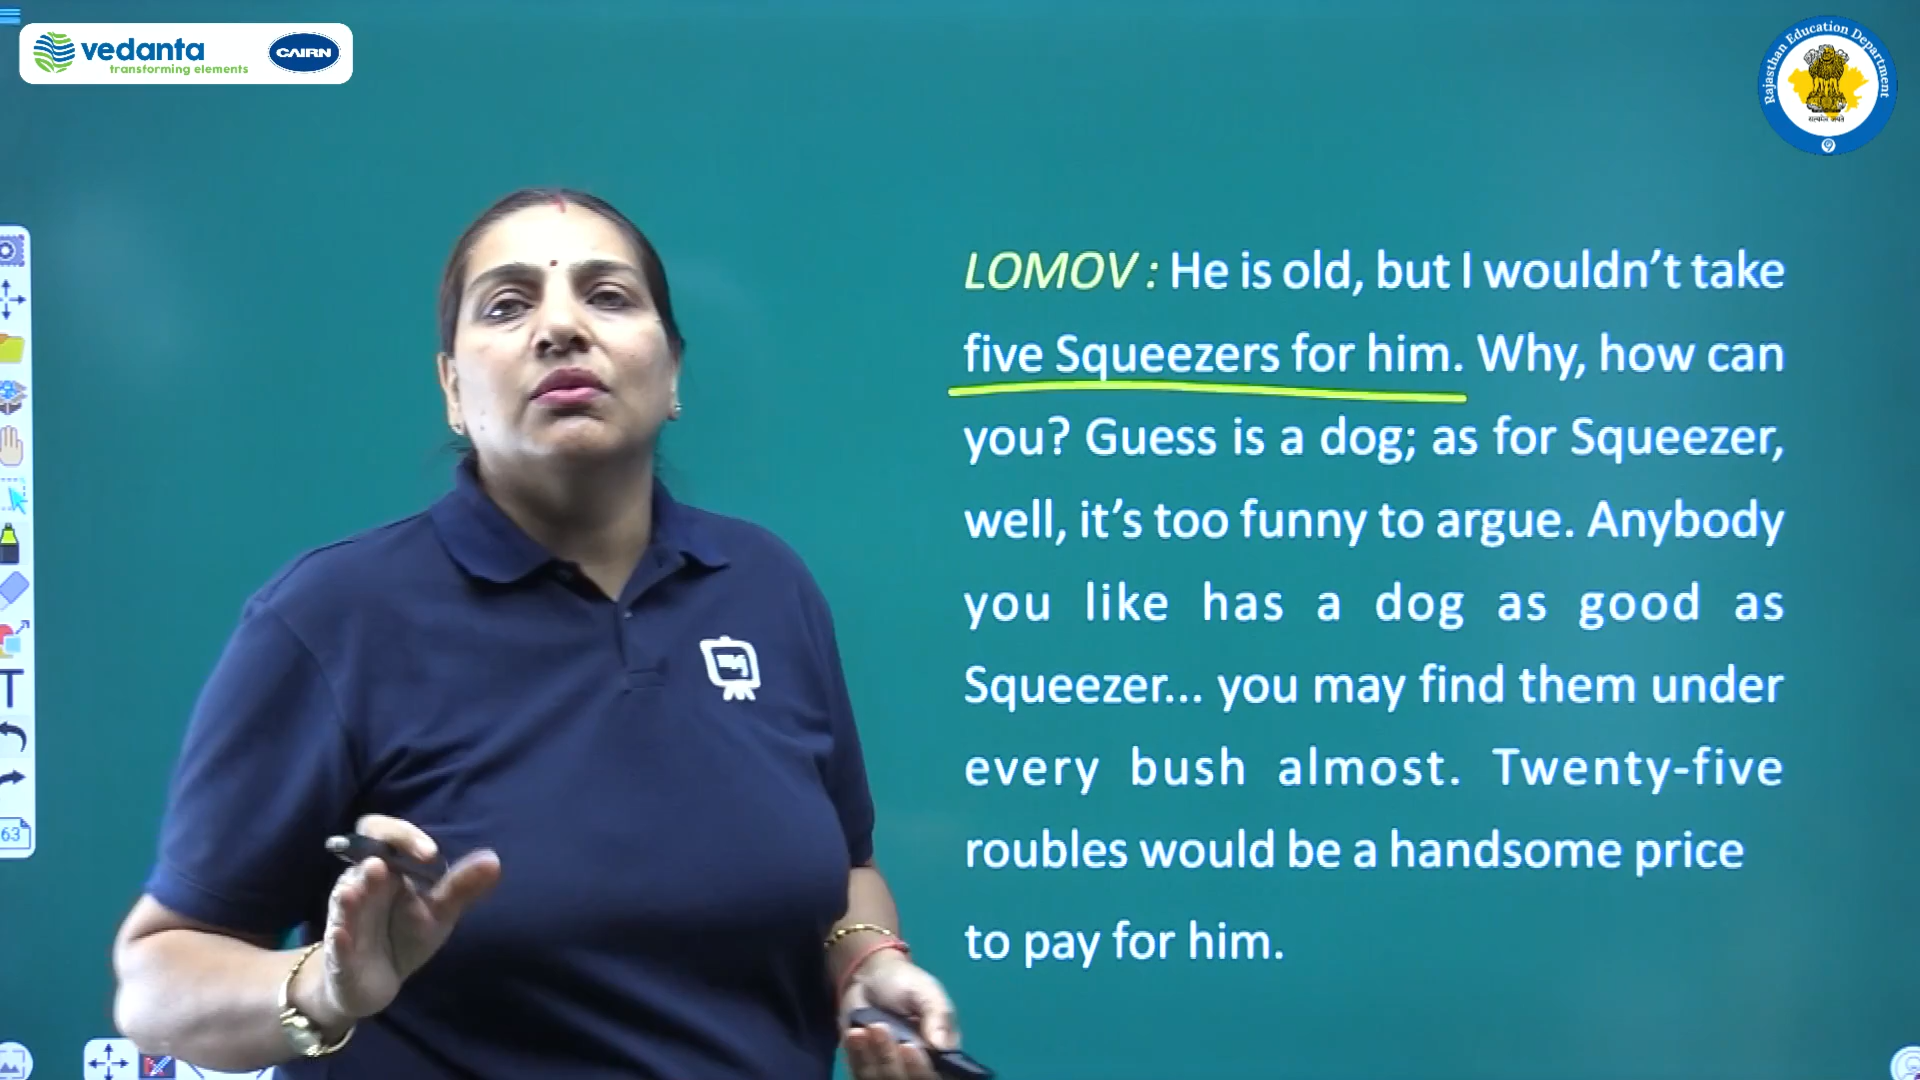 vedanta
transforming elements
CAIRN
Rajasthan Education Department
सत्यमेव जयते
LOMOV : He is old, but I wouldn’t take
five Squeezers for him. Why, how can
you? Guess is a dog; as for Squeezer,
well, it’s too funny to argue. Anybody
you like has a dog as good as
Squeezer... you may find them under
every bush almost. Twenty-five
roubles would be a handsome price
to pay for him.
T
63